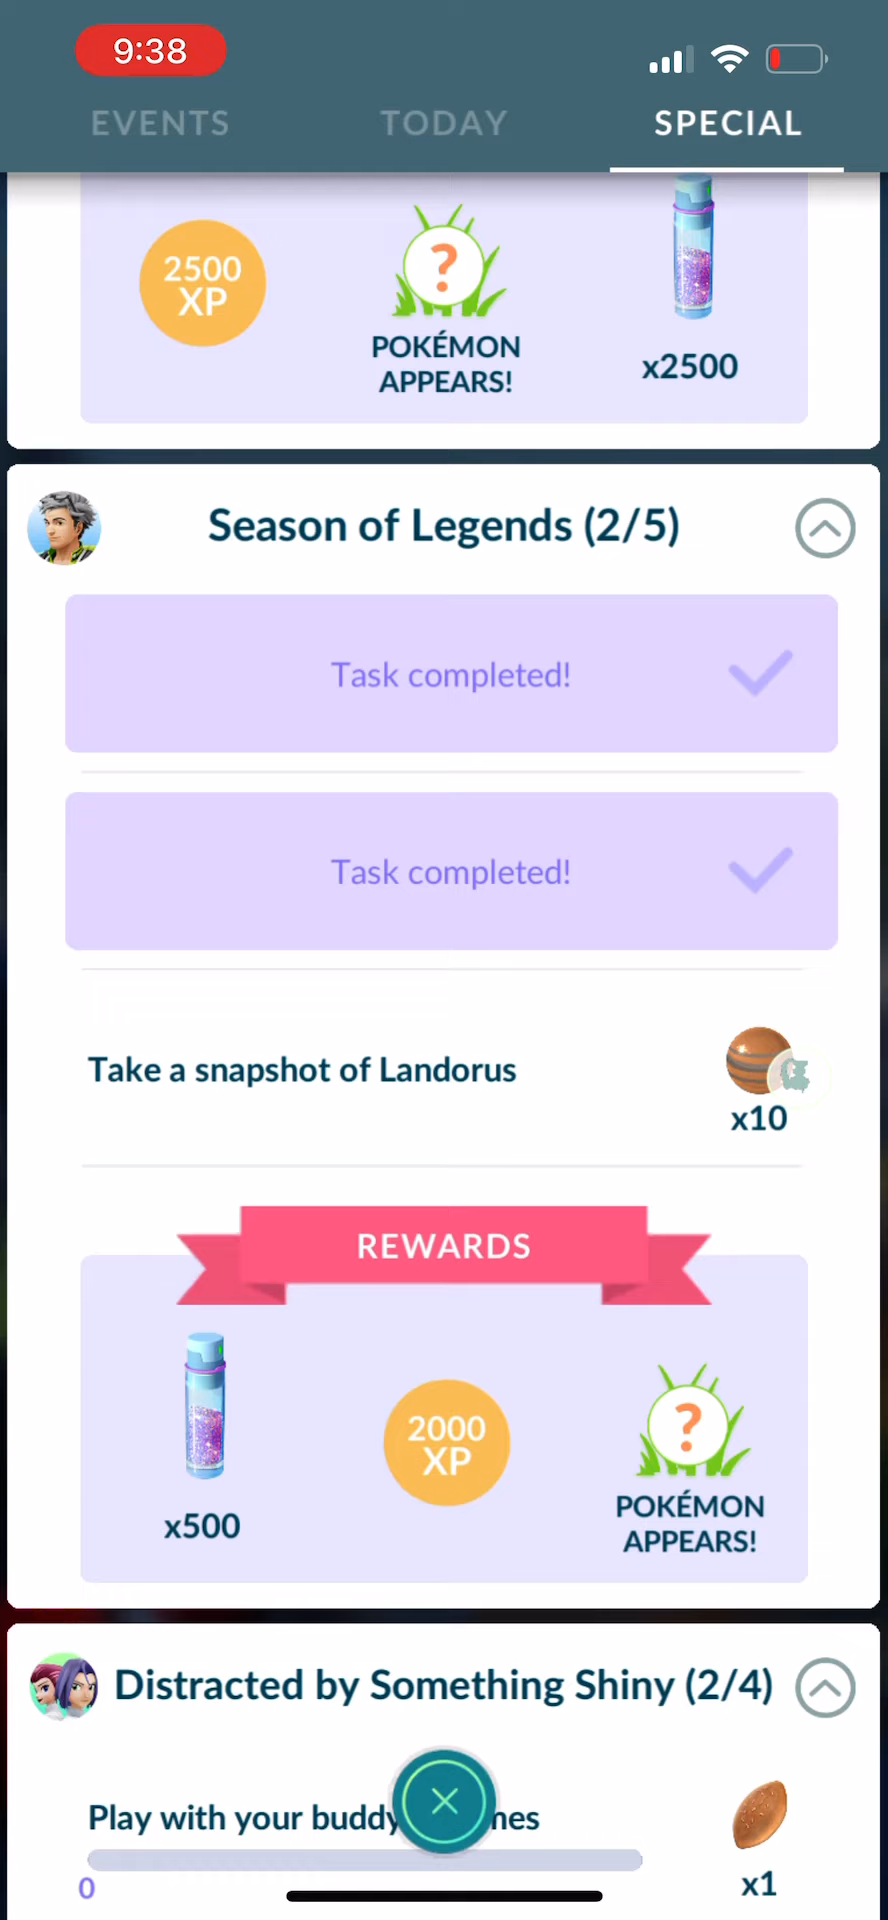 9:38
EVENTS
TODAY
SPECIAL
2500
XP
?
POKÉMON
APPEARS!
x2500
Season of Legends (2/5)
Task completed!
Task completed!
Take a snapshot of Landorus
x10
REWARDS
x500
2000
XP
?
POKÉMON
APPEARS!
Distracted by Something Shiny (2/4)
Play with your buddy
0
x1